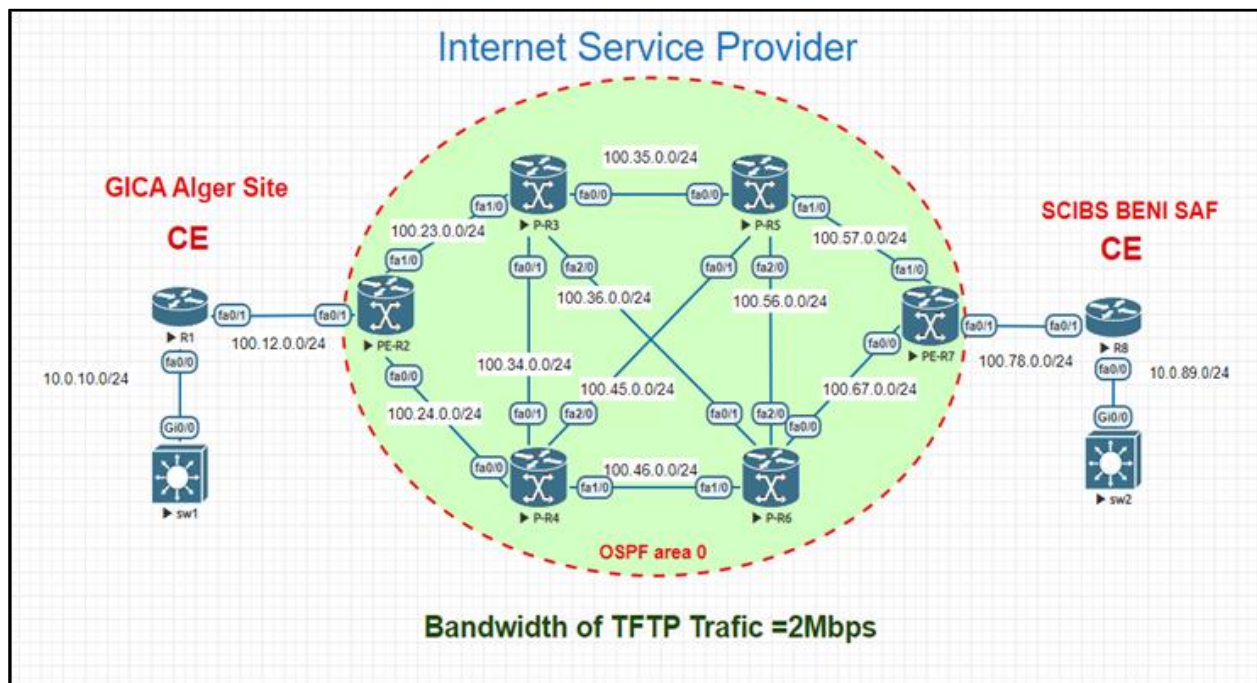 Internet Service Provider
100.35.0.0/24
fa0/0
fa0/0
GICA Alger Site
CE
fa1/0
P-R3
P-R5
fa1/0
SCIBS BENI SAF
CE
100.23.0.0/24
100.57.0.0/24
fa1/0
fa0/1
fa2/0
fa0/1
fa2/0
fa1/0
100.36.0.0/24
100.56.0.0/24
fa0/1
fa0/1
fa0/1
fa0/1
R1
100.12.0.0/24
PE-R2
PE-R7
100.78.0.0/24
R8
fa0/0
fa0/0
fa0/0
fa0/0
10.0.10.0/24
100.34.0.0/24
100.45.0.0/24
100.67.0.0/24
10.0.89.0/24
100.24.0.0/24
fa0/1
fa2/0
fa0/1
fa2/0
Gi0/0
fa0/0
Gi0/0
fa0/0
100.46.0.0/24
fa1/0
fa1/0
sw1
P-R4
P-R6
sw2
OSPF area 0
Bandwidth of TFTP Trafic =2Mbps